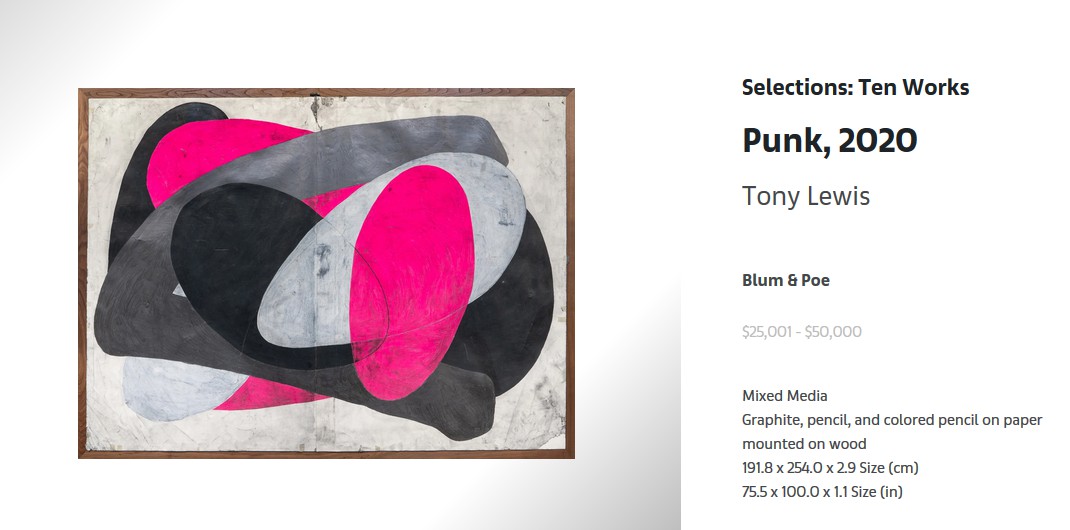 Selections: Ten Works
Punk, 2020
Tony Lewis
Blum & Poe
$25,001 - $50,000
Mixed Media
Graphite, pencil, and colored pencil on paper
mounted on wood
191.8 x 254.0 x 2.9 Size (cm)
75.5 x 100.0 x 1.1 Size (in)